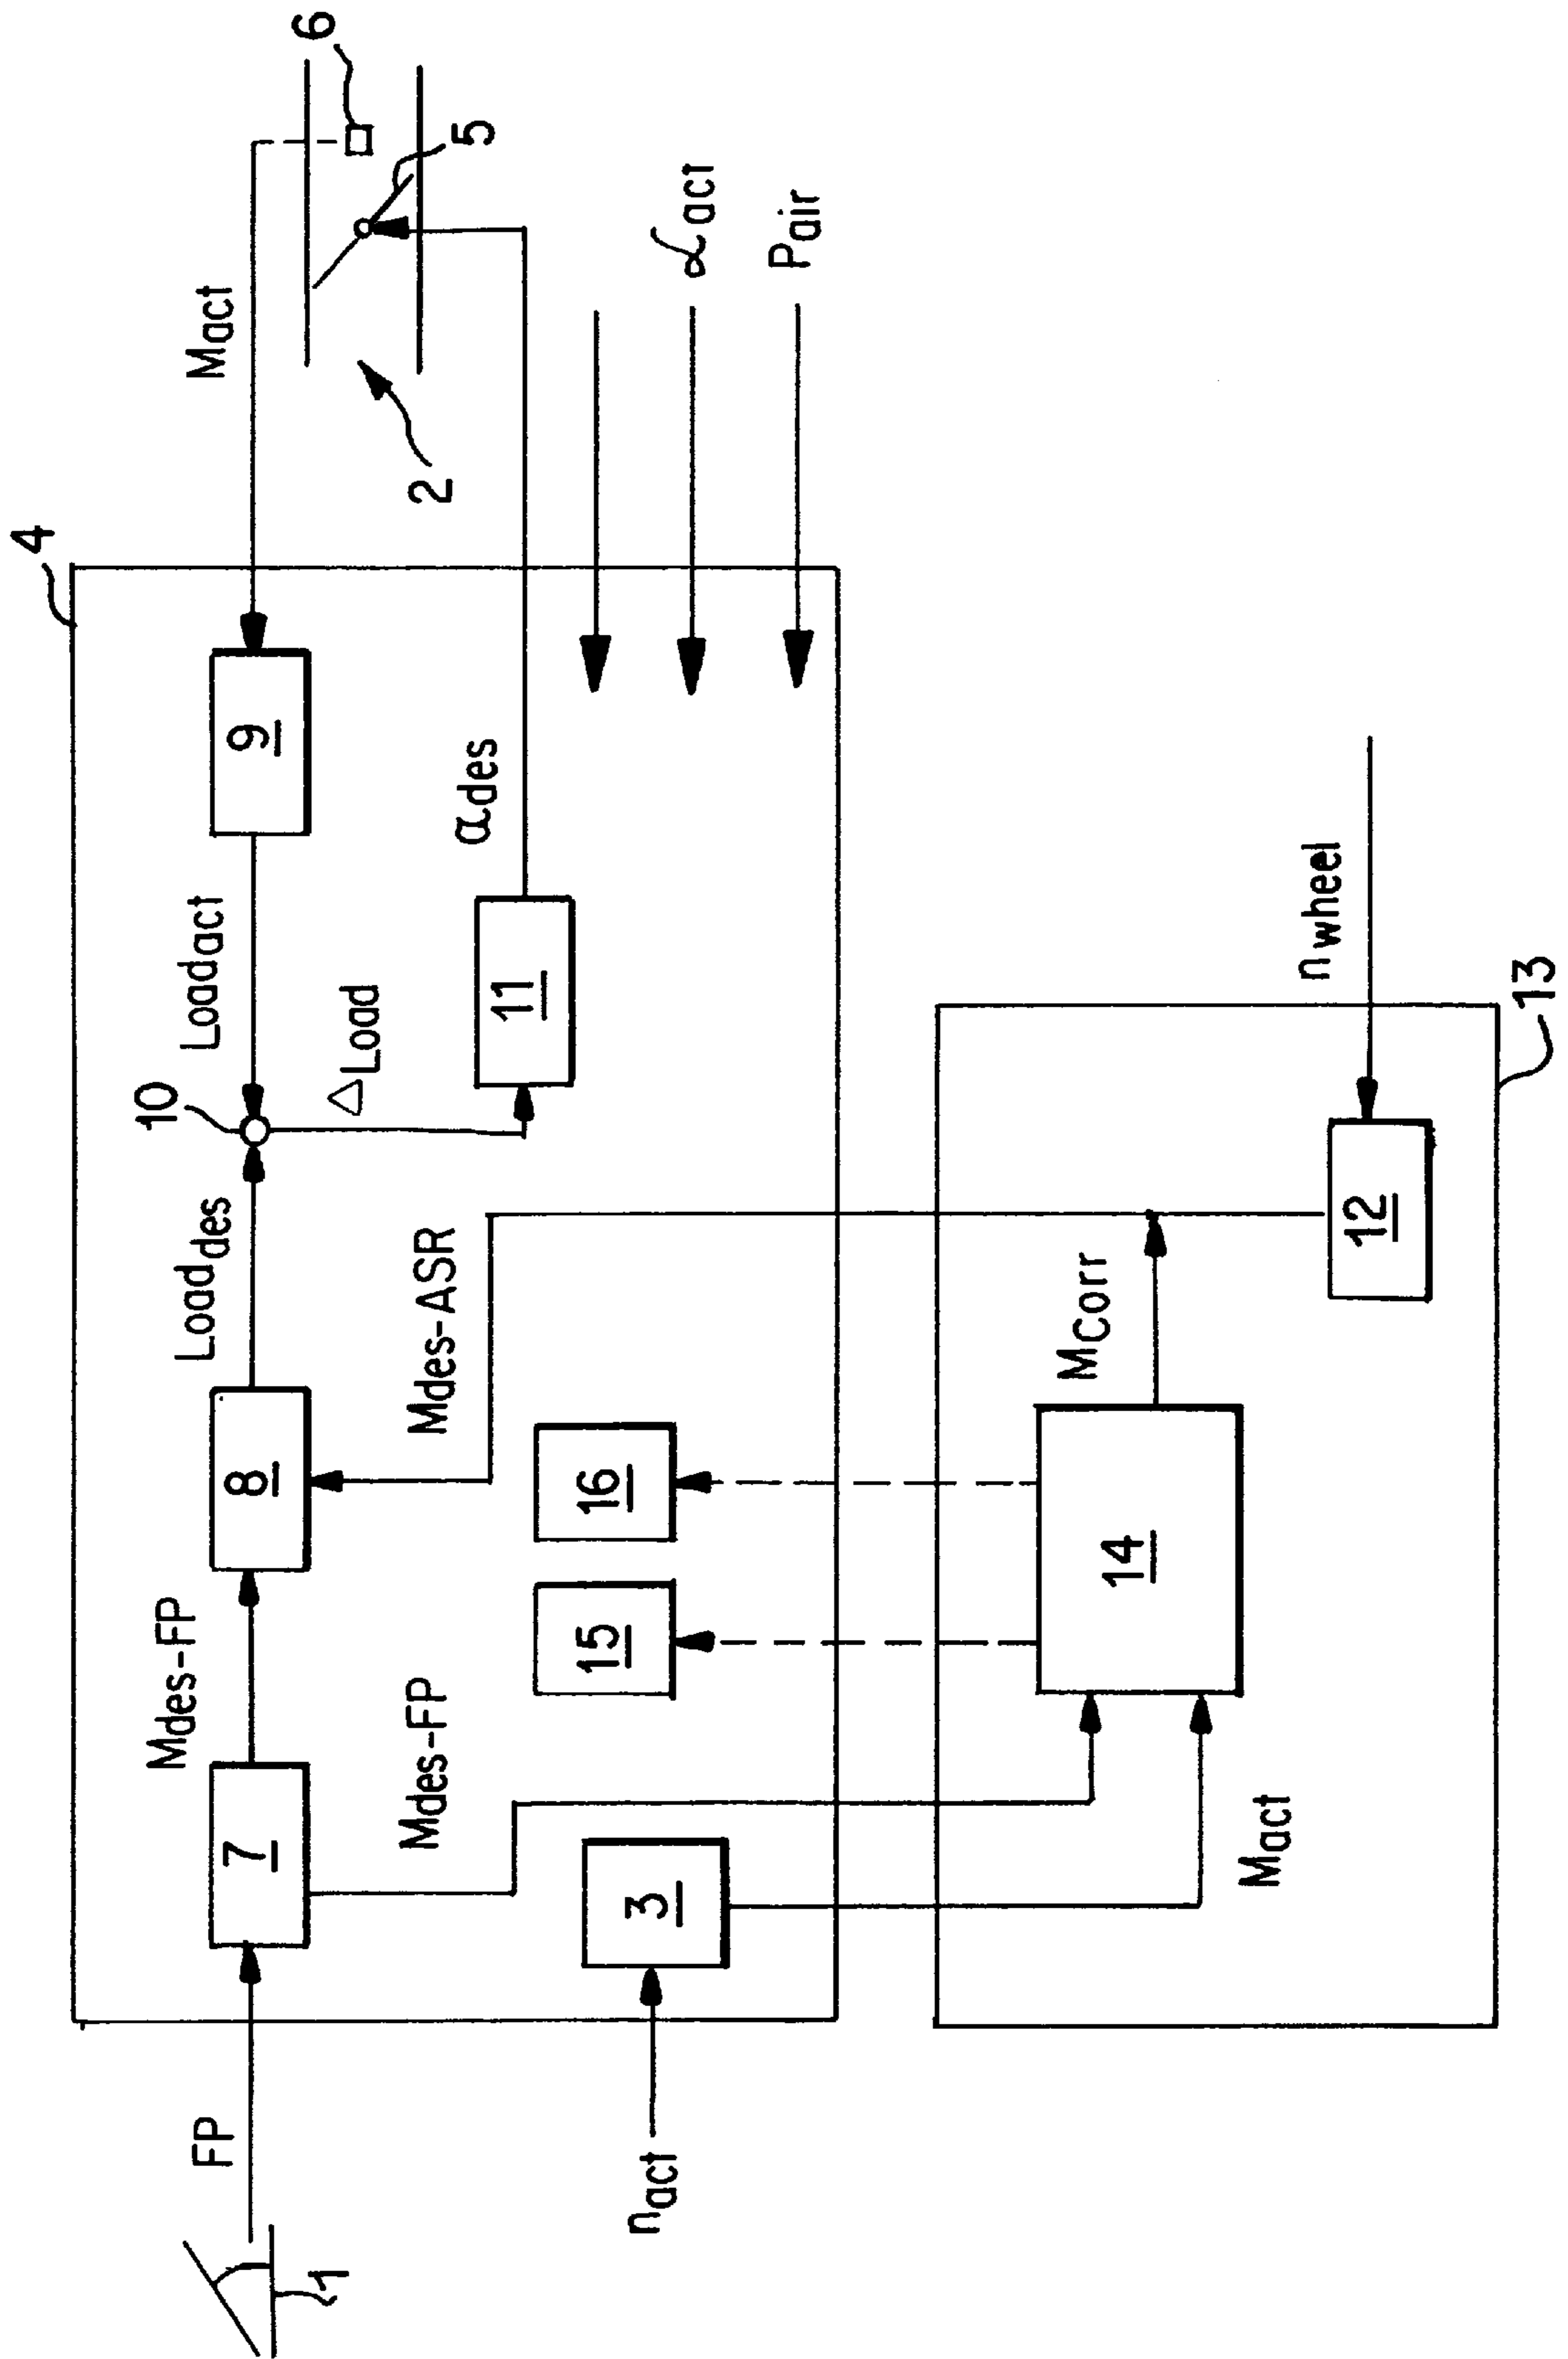 4
6
Mact
9
Loadact
10
Loaddes
8
Mdes-FP
7
FP
1
5
2
ΔLoad
11
αdes
Mdes-ASR
Mdes-FP
16
15
3
nact
αact
Pair
nwheel
13
12
MCorr
14
Mact